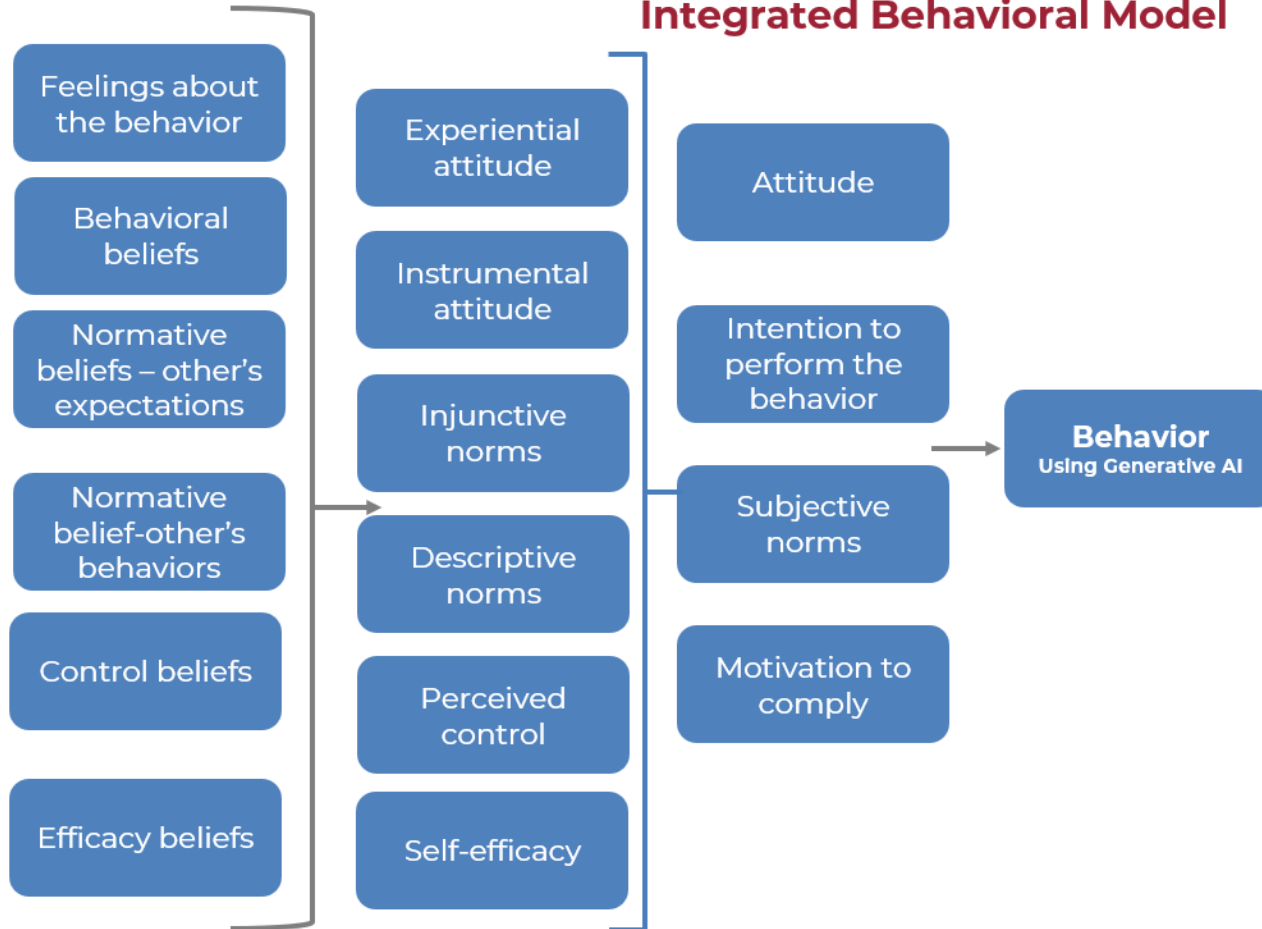 Integrated Behavioral Model
Feelings about
the behavior
Behavioral
beliefs
Normative
beliefs – other's
expectations
Normative
belief-other's
behaviors
Control beliefs
Efficacy beliefs
Experiential
attitude
Instrumental
attitude
Injunctive
norms
Descriptive
norms
Perceived
control
Self-efficacy
Attitude
Intention to
perform the
behavior
Subjective
norms
Motivation to
comply
Behavior
Using Generative AI